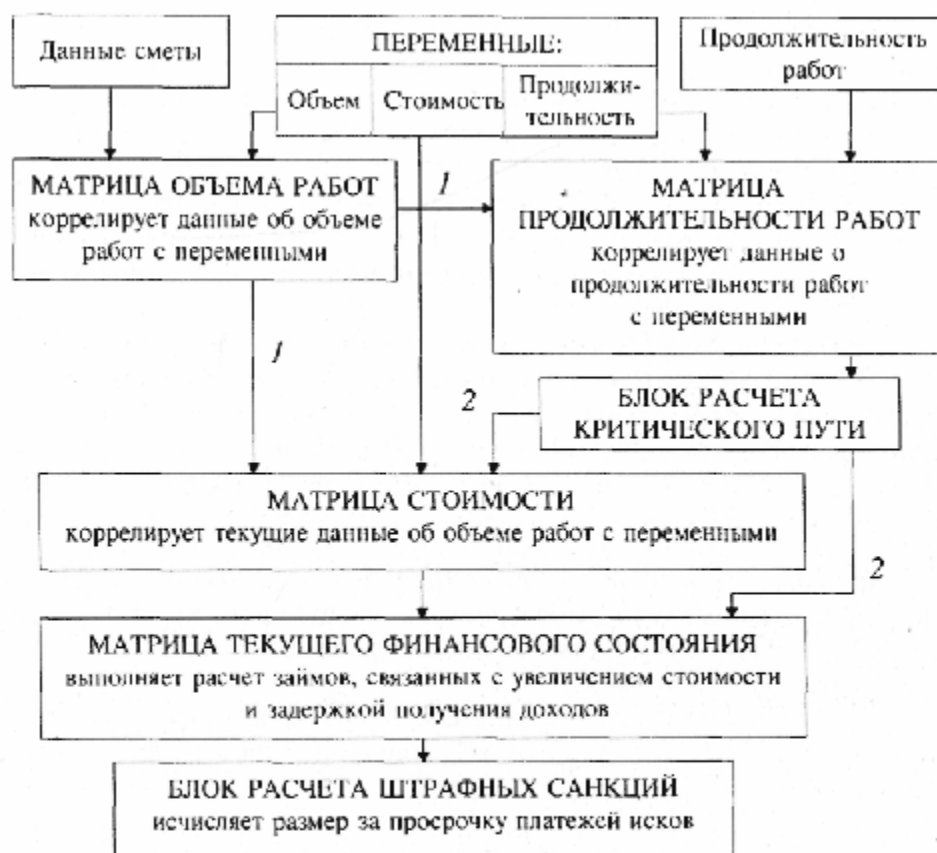 Данные сметы
ПЕРЕМЕННЫЕ:
Объем
Стоимость
Продолжи-
тельность
Продолжительность
работ
МАТРИЦА ОБЪЕМА РАБОТ
коррелирует данные об объеме
работ с переменными
1
МАТРИЦА
ПРОДОЛЖИТЕЛЬНОСТИ РАБОТ
коррелирует данные о
продолжительности работ
с переменными
1
2
БЛОК РАСЧЕТА
КРИТИЧЕСКОГО ПУТИ
МАТРИЦА СТОИМОСТИ
коррелирует текущие данные об объеме работ с переменными
2
МАТРИЦА ТЕКУЩЕГО ФИНАНСОВОГО СОСТОЯНИЯ
выполняет расчет займов, связанных с увеличением стоимости
и задержкой получения доходов
БЛОК РАСЧЕТА ШТРАФНЫХ САНКЦИЙ
исчисляет размер за просрочку платежей исков